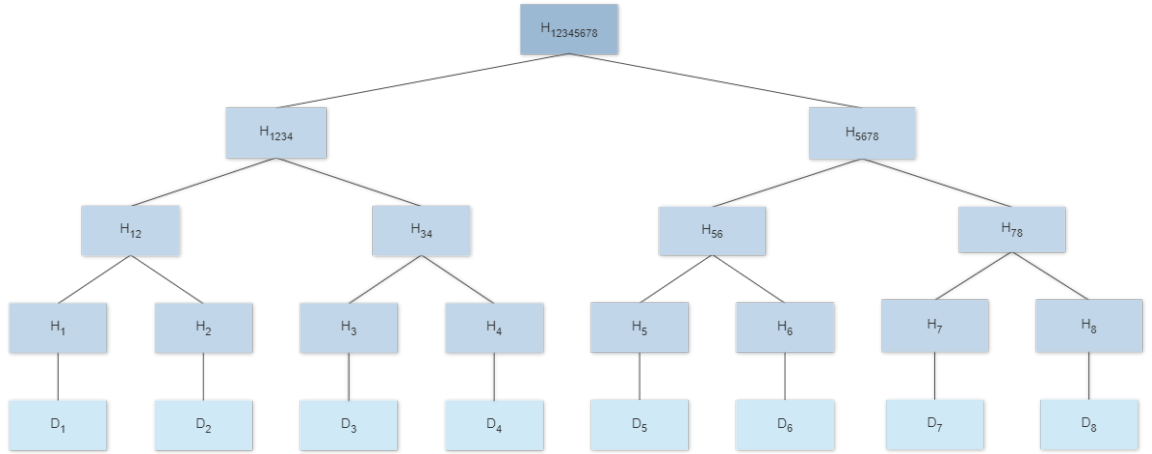 H₁₂₃₄₅₆₇₈
H₁₂₃₄ H₅₆₇₈
H₁₂ H₃₄ H₅₆ H₇₈
H₁ H₂ H₃ H₄ H₅ H₆ H₇ H₈
D₁ D₂ D₃ D₄ D₅ D₆ D₇ D₈